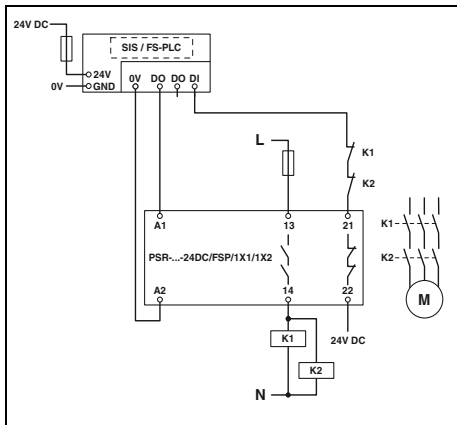 24V DC
SIS / FS-PLC
24V
0V
GND
0V DO DO DI
K1
L
K2
A1 13 21
K1
PSR-...-24DC/FSP/1X1/1X2
K2
A2 14 22
M
K1
24V DC
K2
N